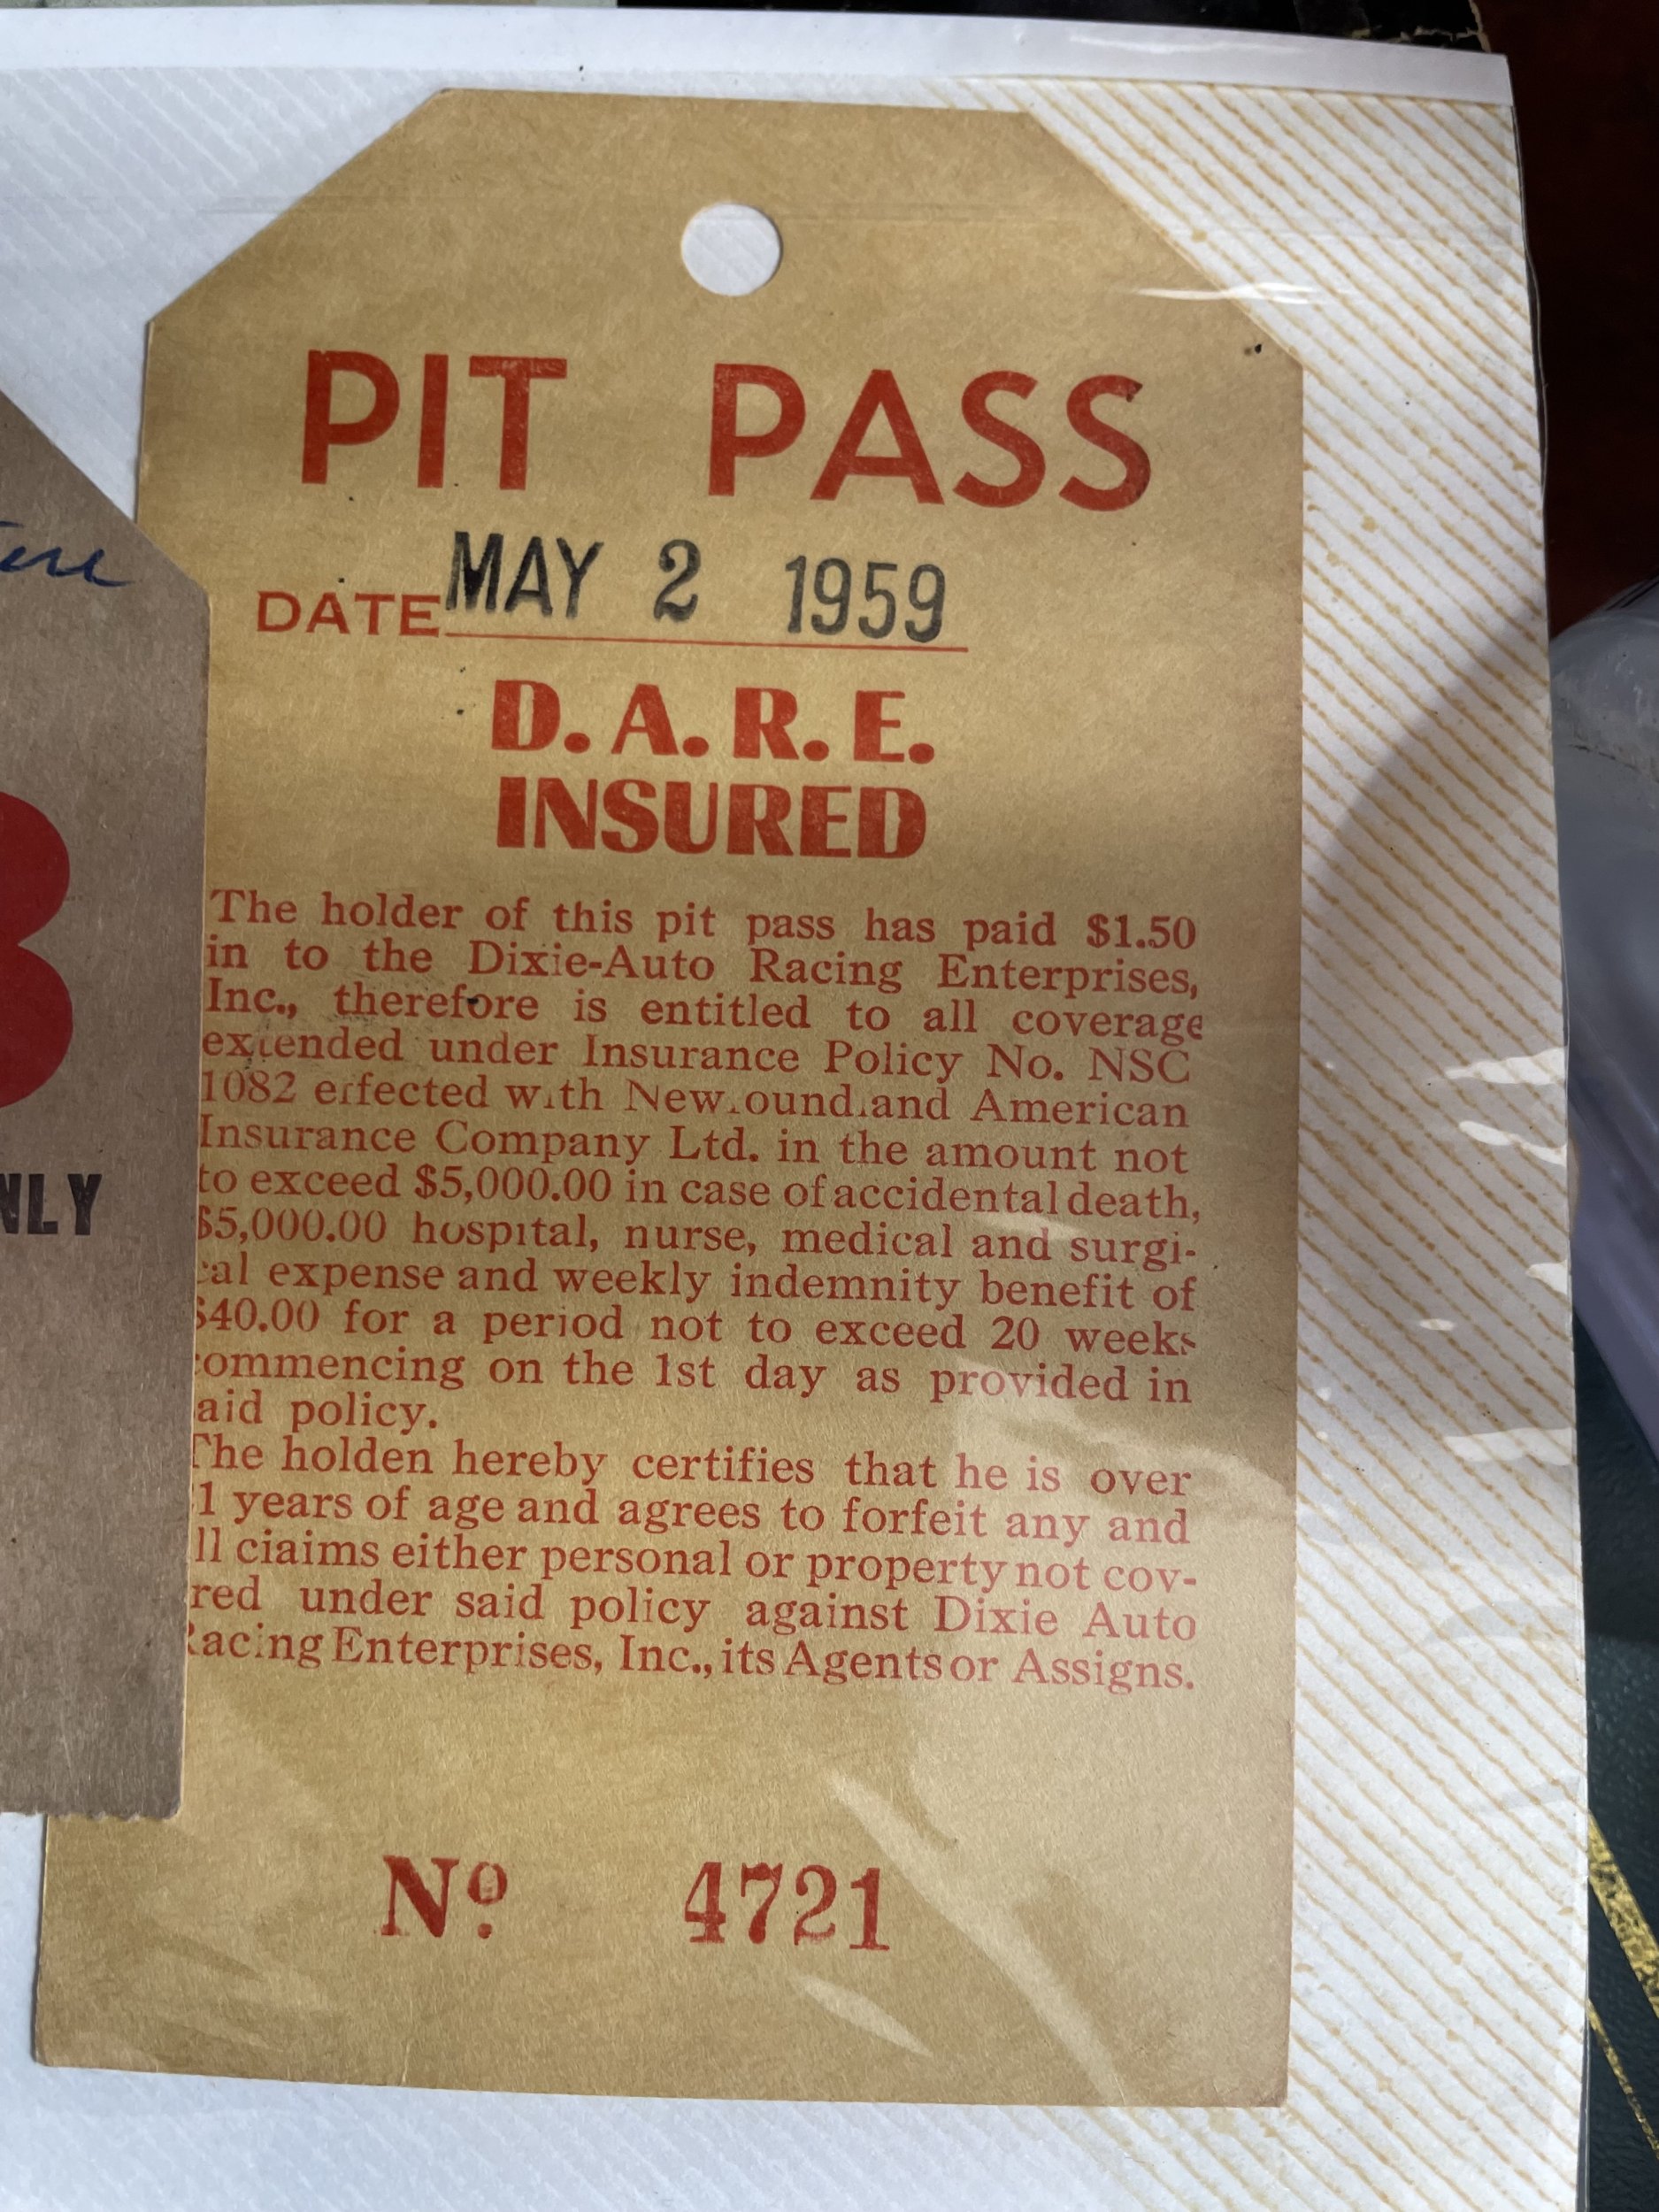 PIT PASS
DATE MAY 2 1959
D. A. R. E.
INSURED
The holder of this pit pass has paid $1.50
in to the Dixie-Auto Racing Enterprises,
Inc., therefore is entitled to all coverage
extended under Insurance Policy No. NSC
1082 effected with Newfoundland American
Insurance Company Ltd. in the amount not
to exceed $5,000.00 in case of accidental death,
$5,000.00 hospital, nurse, medical and surgi-
cal expense and weekly indemnity benefit of
$40.00 for a period not to exceed 20 weeks
commencing on the 1st day as provided in
aid policy.
The holden hereby certifies that he is over
1 years of age and agrees to forfeit any and
ll ciaims either personal or property not cov-
red under said policy against Dixie Auto
Racing Enterprises, Inc., its Agents or Assigns.
Nº 4721
NLY